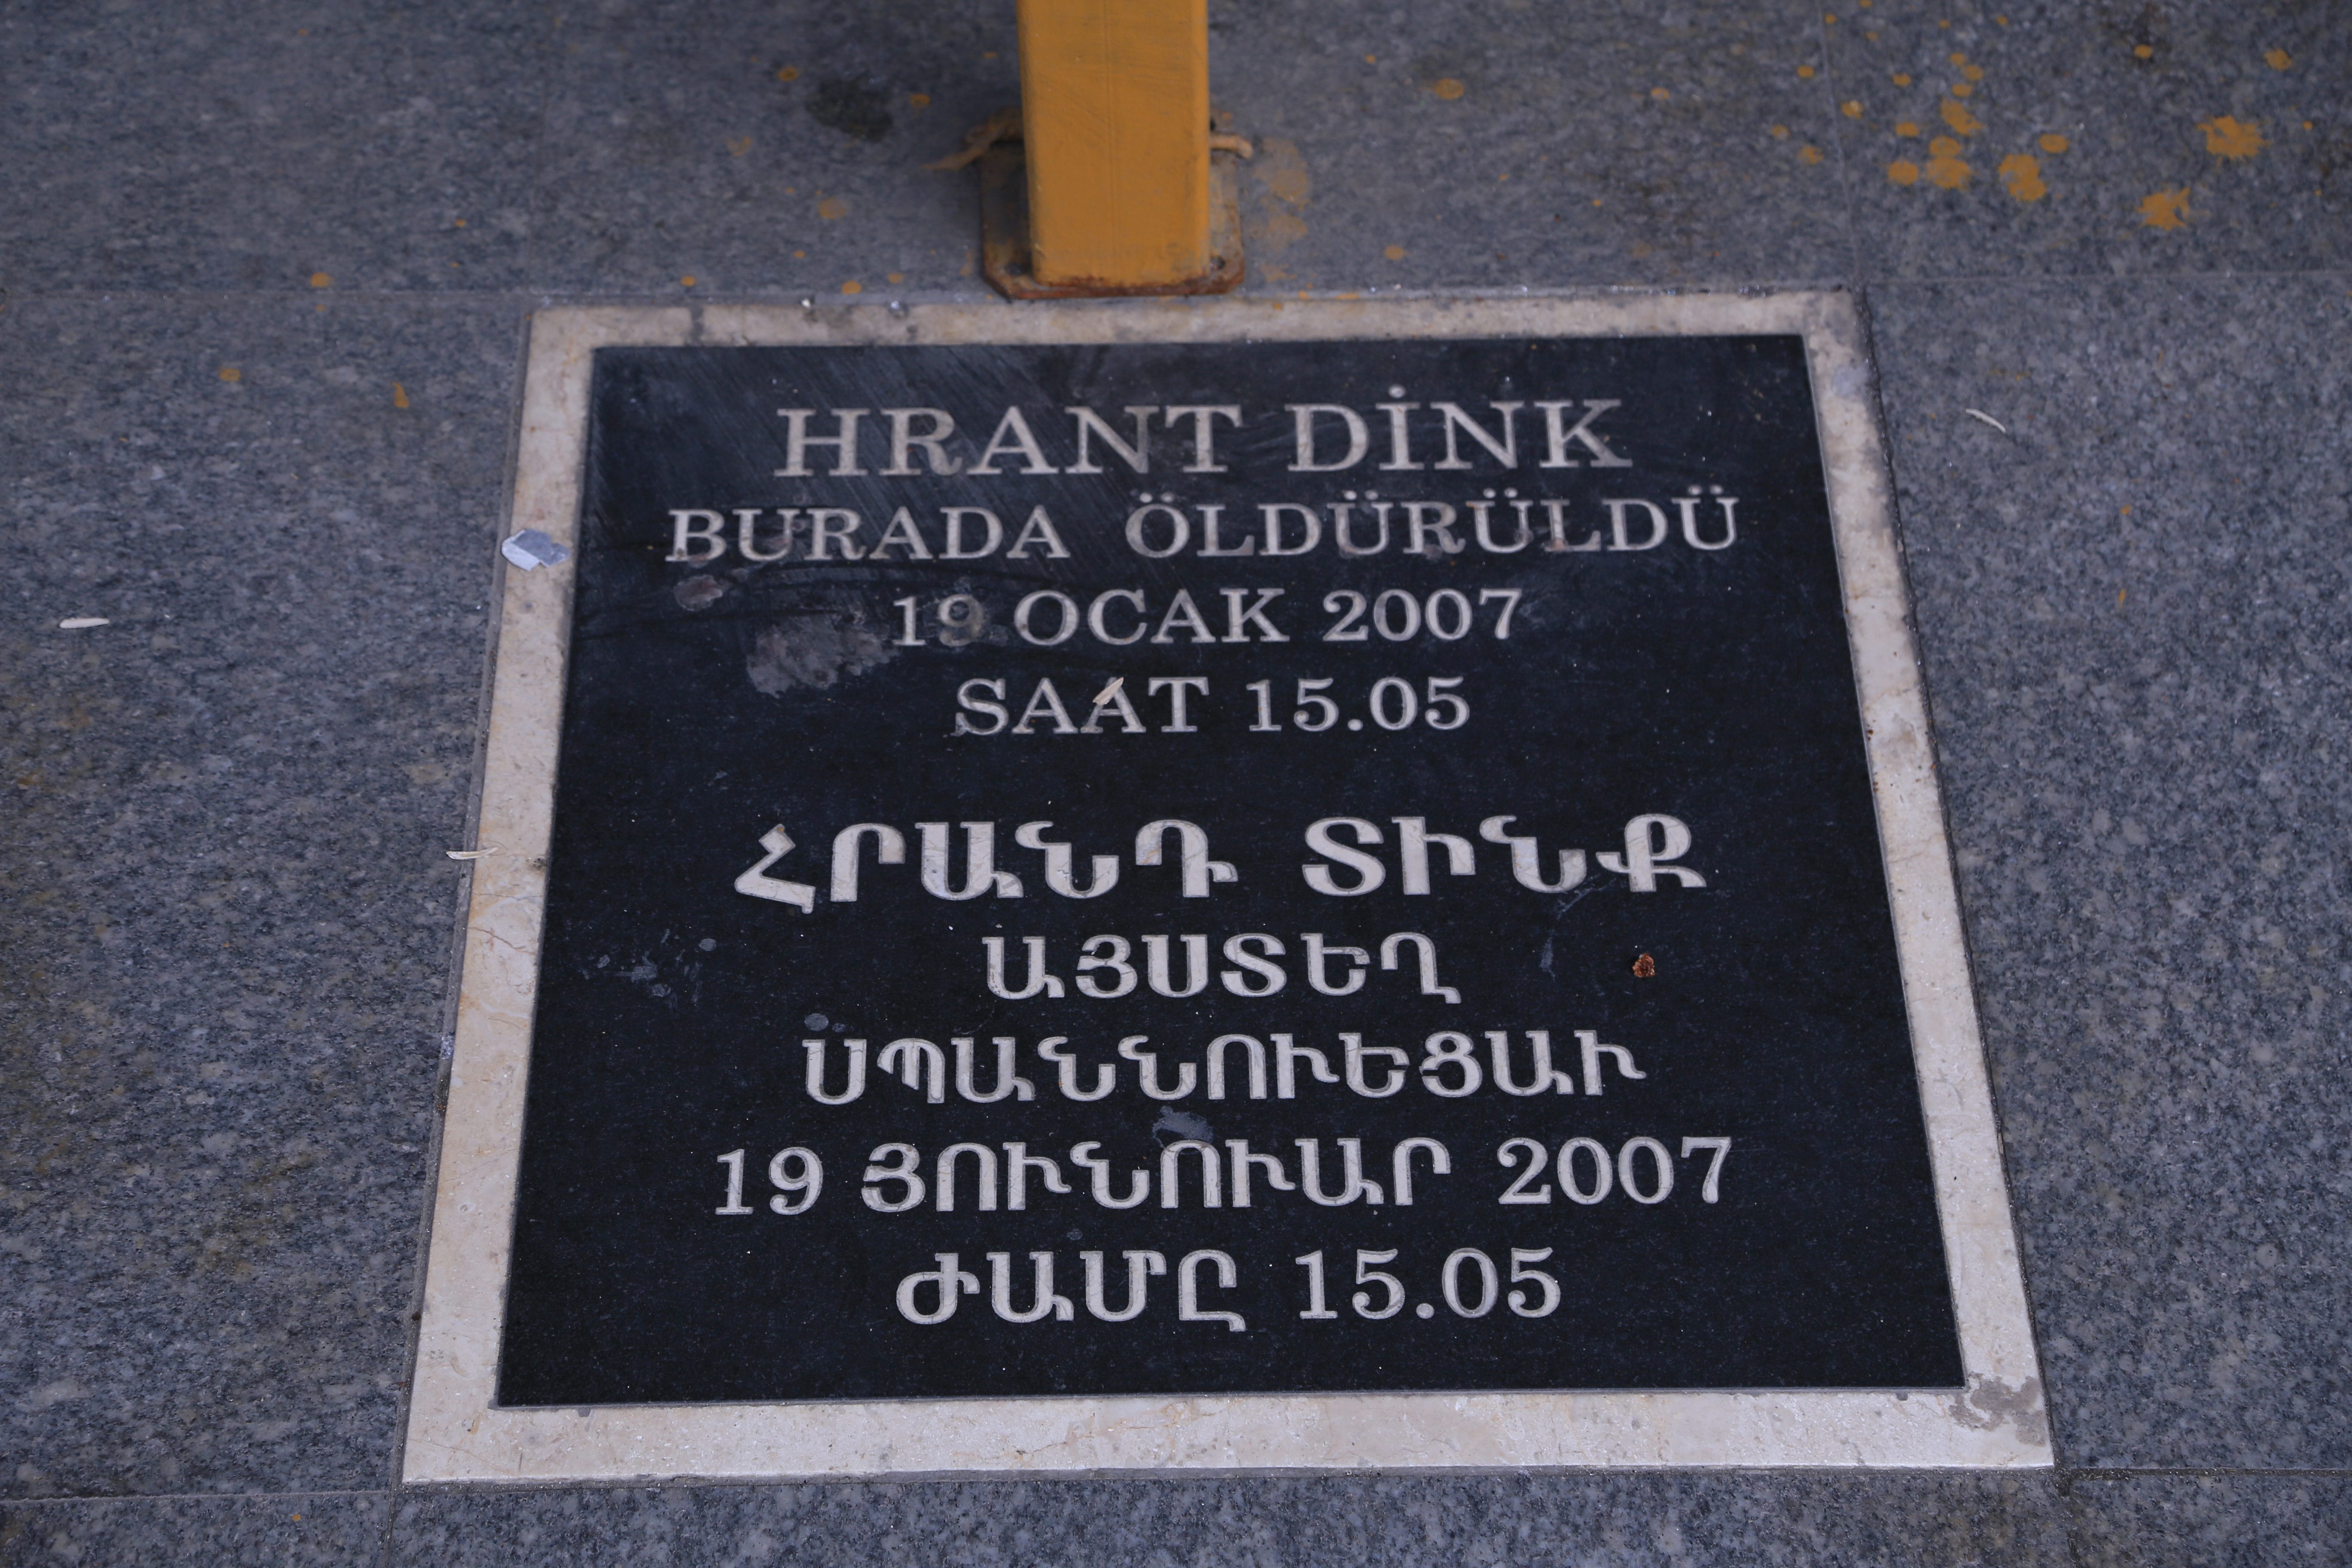 HRANT DİNK
BURADA ÖLDÜRÜLDÜ
19 OCAK 2007
SAAT 15.05
ՀՐԱՆԴ ՏԻՆՔ
ԱՅՍՏԵՂ
ՍՊԱՆՆՈՒԵՑԱՒ
19 ՅՈՒՆՈՒԱՐ 2007
ԺԱՄԸ 15.05